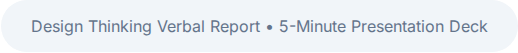 Design Thinking Verbal Report • 5-Minute Presentation Deck